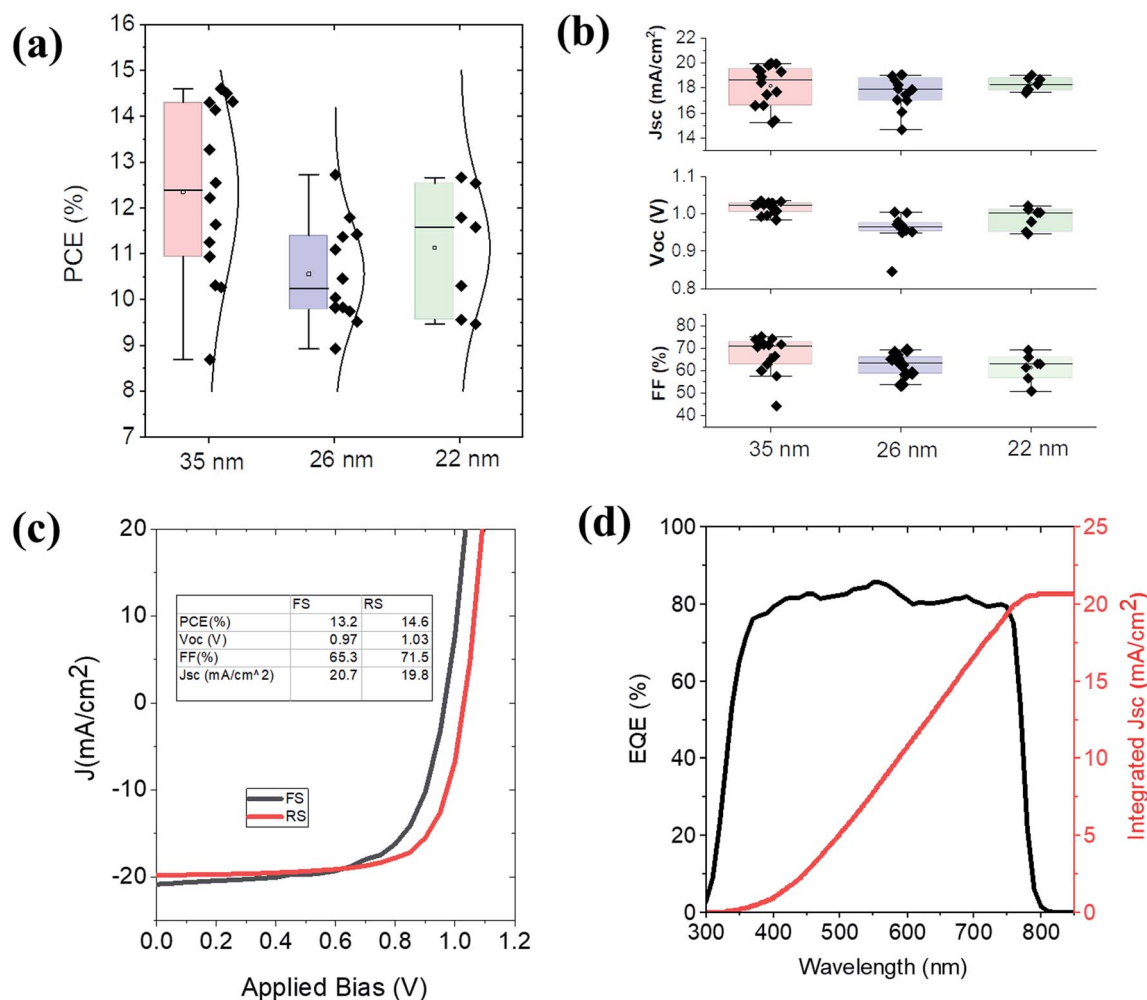 (a)
PCE (%)
16
15
14
13
12
11
10
9
8
7
35 nm
26 nm
22 nm
(b)
Jsc (mA/cm²)
20
18
16
14
Voc (V)
1.1
1.0
0.9
0.8
FF (%)
80
70
60
50
40
35 nm
26 nm
22 nm
(c)
J(mA/cm2)
20
10
0
-10
-20
FS RS
PCE(%) 13.2 14.6
Voc (V) 0.97 1.03
FF(%) 65.3 71.5
Jsc (mA/cm^2) 20.7 19.8
FS
RS
0.0 0.2 0.4 0.6 0.8 1.0 1.2
Applied Bias (V)
(d)
EQE (%)
100
80
60
40
20
0
Integrated Jsc (mA/cm2)
25
20
15
10
5
0
300 400 500 600 700 800
Wavelength (nm)